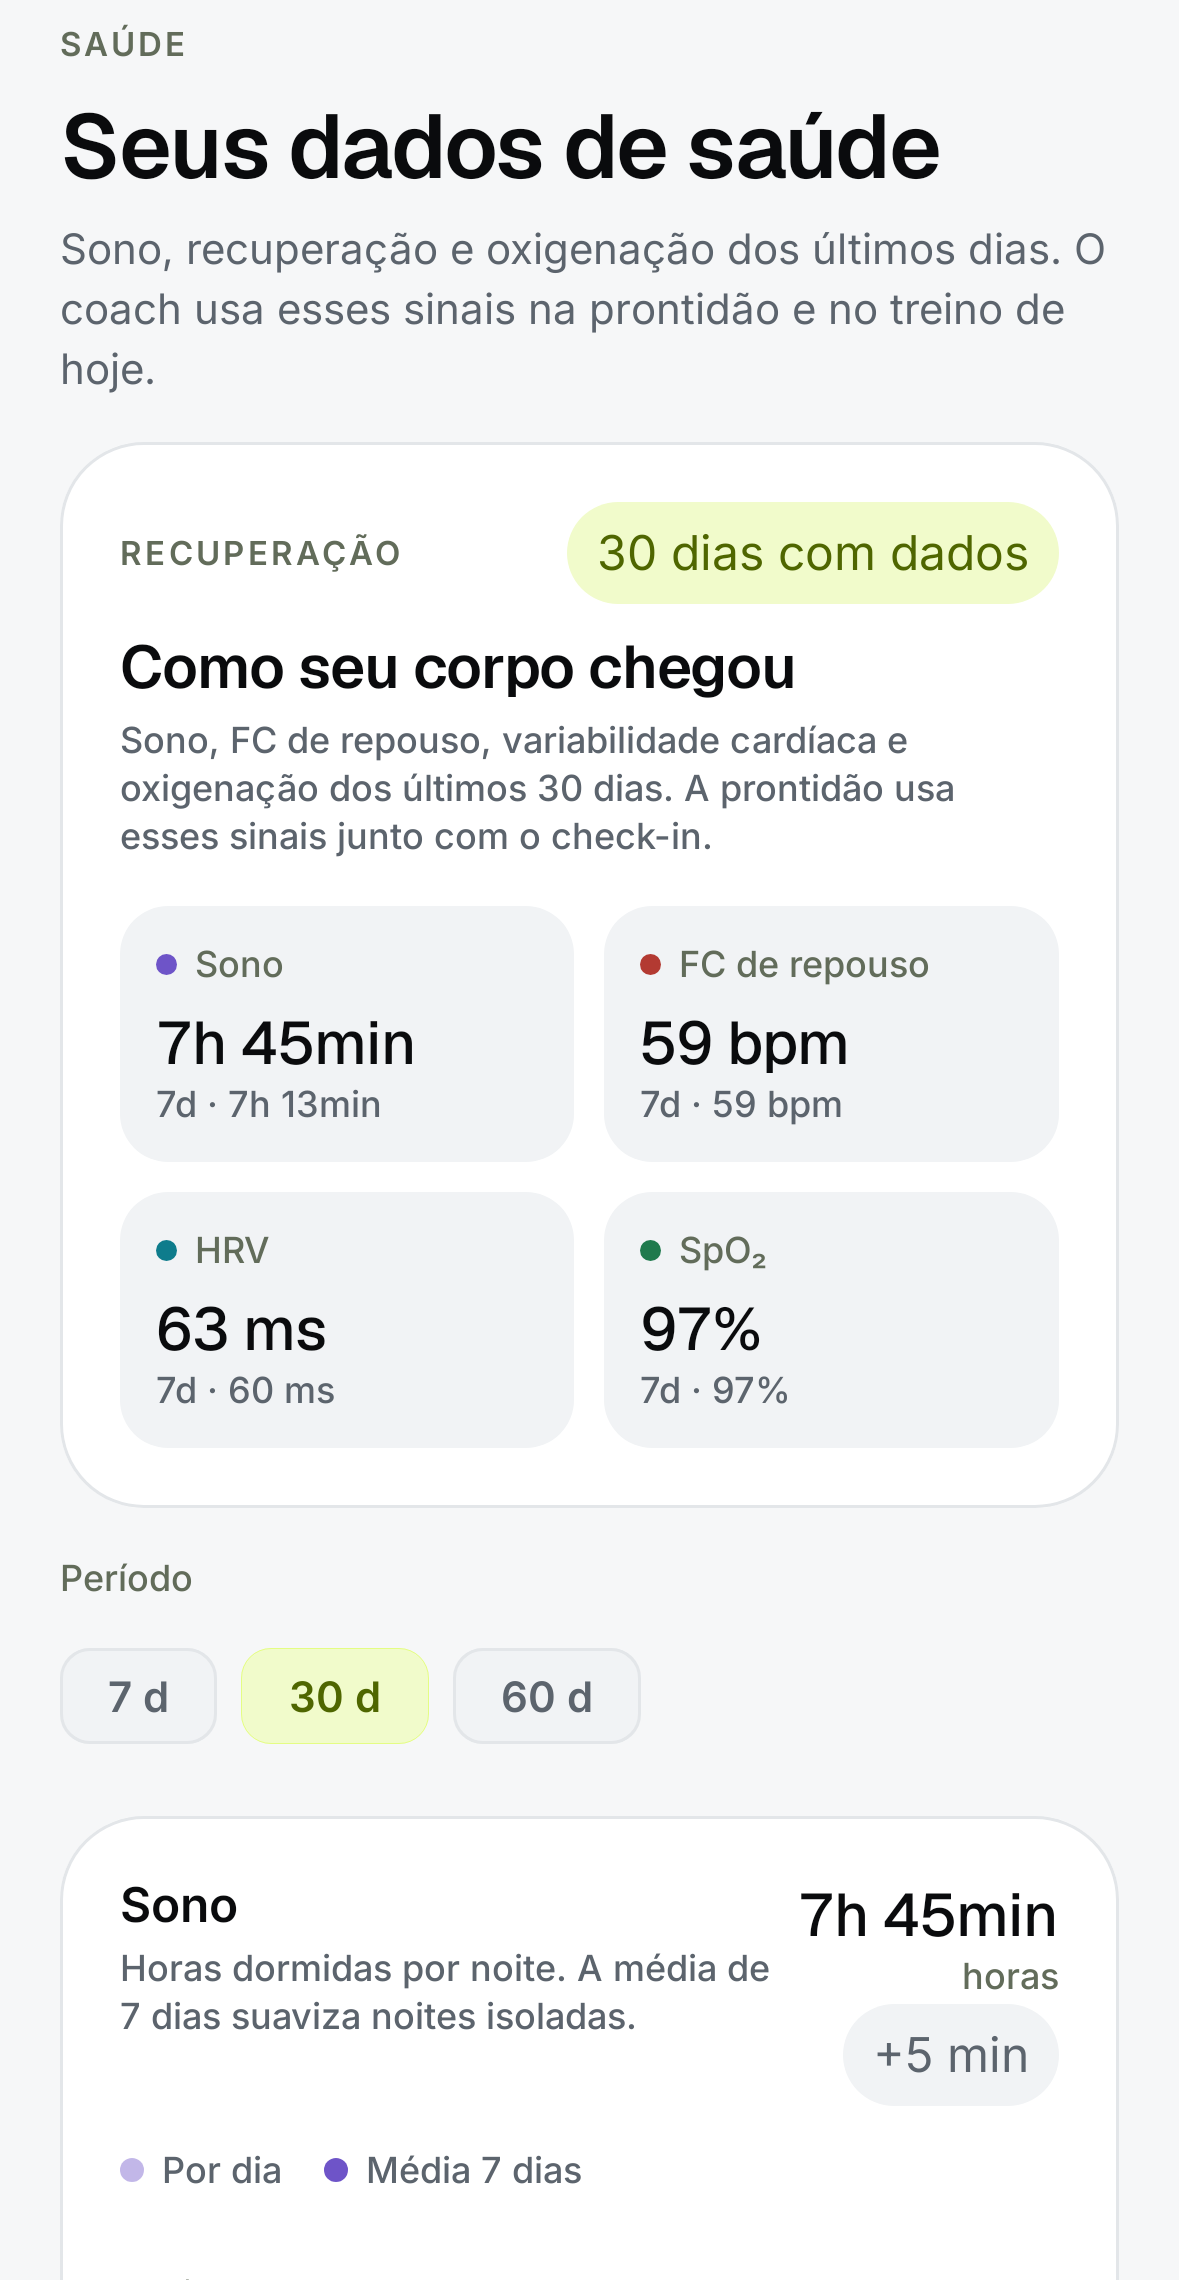 SAÚDE
Seus dados de saúde
Sono, recuperação e oxigenação dos últimos dias. O
coach usa esses sinais na prontidão e no treino de
hoje.
RECUPERAÇÃO
30 dias com dados
Como seu corpo chegou
Sono, FC de repouso, variabilidade cardíaca e
oxigenação dos últimos 30 dias. A prontidão usa
esses sinais junto com o check-in.
Sono
7h 45min
7d · 7h 13min
FC de repouso
59 bpm
7d · 59 bpm
HRV
63 ms
7d · 60 ms
SpO₂
97%
7d · 97%
Período
7 d
30 d
60 d
Sono
7h 45min
Horas dormidas por noite. A média de
7 dias suaviza noites isoladas.
horas
+5 min
Por dia
Média 7 dias